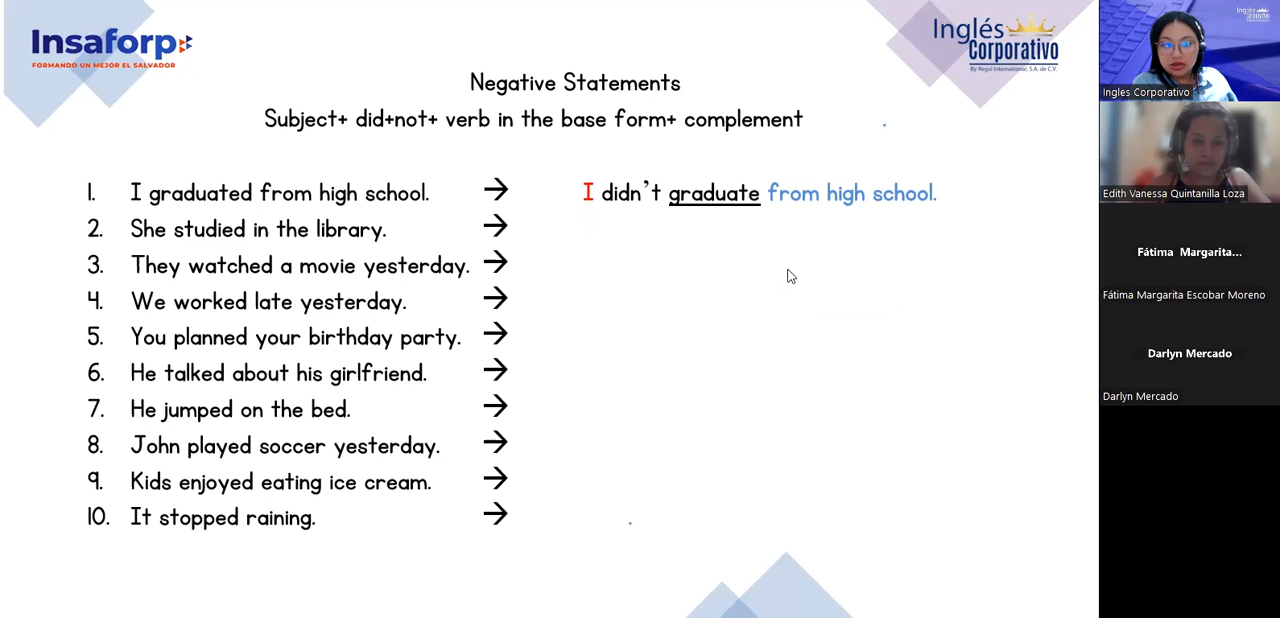 Insaforp
FORMANDO UN MEJOR EL SALVADOR
Inglés
Corporativo
By Regal International, S.A. de C.V.
Negative Statements
Subject+ did+not+ verb in the base form+ complement
1. I graduated from high school. → I didn't graduate from high school.
2. She studied in the library. →
3. They watched a movie yesterday. →
4. We worked late yesterday. →
5. You planned your birthday party. →
6. He talked about his girlfriend. →
7. He jumped on the bed. →
8. John played soccer yesterday. →
9. Kids enjoyed eating ice cream. →
10. It stopped raining. →
Inglés
Ingles Corporativo
Edith Vanessa Quintanilla Loza
Fátima Margarita...
Fátima Margarita Escobar Moreno
Darlyn Mercado
Darlyn Mercado